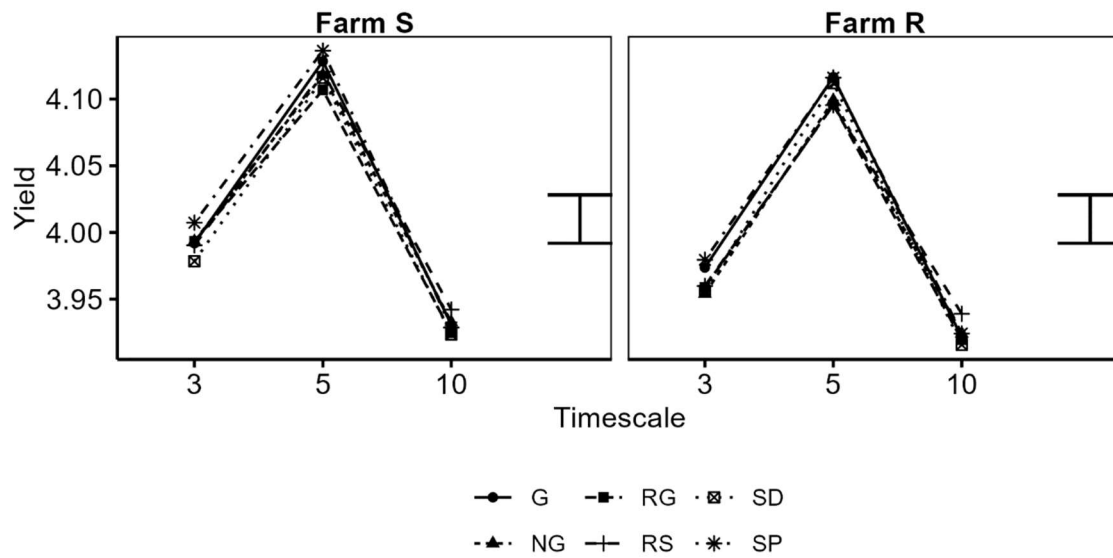 Farm S Farm R
Yield
4.10
4.05
4.00
3.95
3 5 10 3 5 10
Timescale
G RG SD
NG RS SP